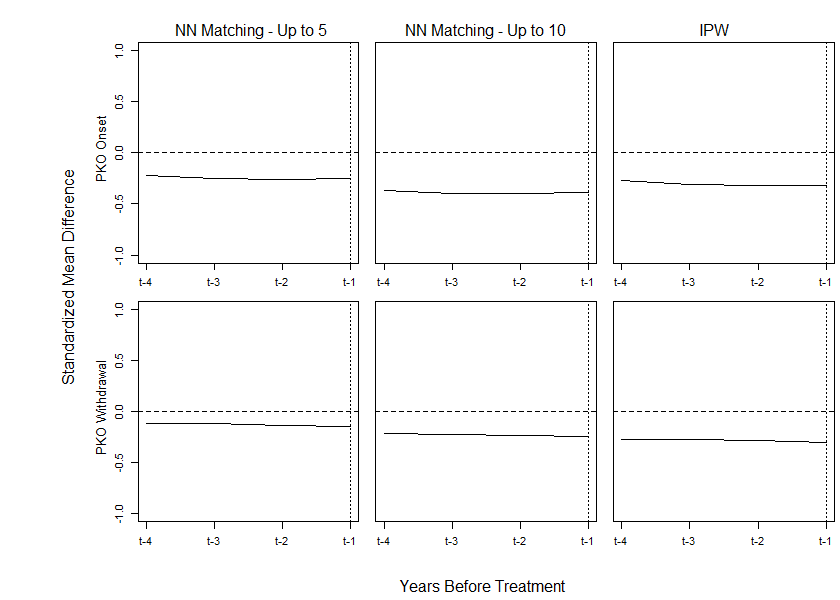 NN Matching - Up to 5
NN Matching - Up to 10
IPW
Standardized Mean Difference
PKO Onset
1.0
0.5
0.0
-0.5
-1.0
t-4
t-3
t-2
t-1
t-4
t-3
t-2
t-1
t-4
t-3
t-2
t-1
PKO Withdrawal
1.0
0.5
0.0
-0.5
-1.0
t-4
t-3
t-2
t-1
t-4
t-3
t-2
t-1
t-4
t-3
t-2
t-1
Years Before Treatment